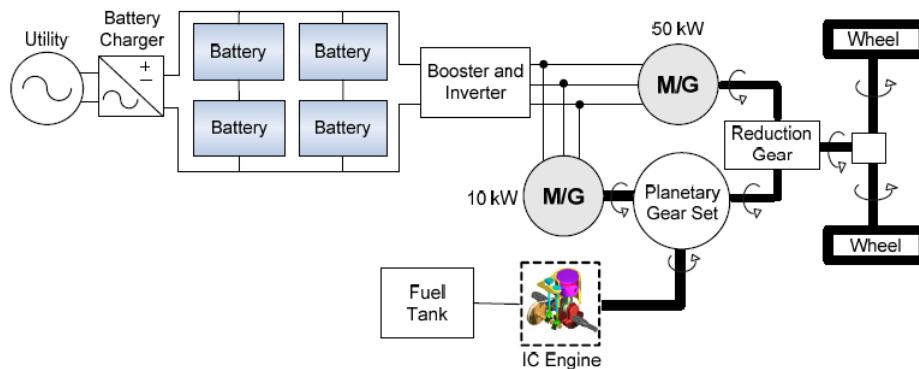 Utility
Battery
Charger
+
−
Battery
Battery
Battery
Battery
Booster and
Inverter
50 kW
M/G
10 kW
M/G
Planetary
Gear Set
Reduction
Gear
Wheel
Wheel
Fuel
Tank
IC Engine